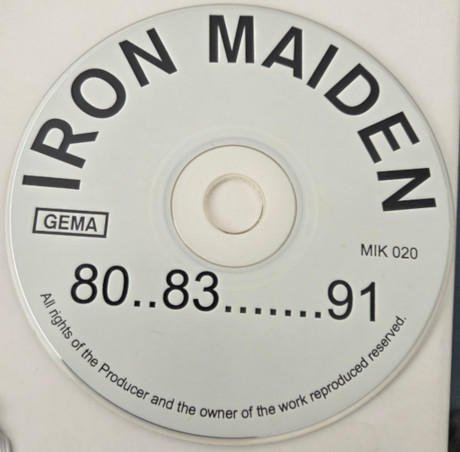 IRON MAIDEN
GEMA
MIK 020
80..83.......91
All rights of the Producer and the owner of the work reproduced reserved.